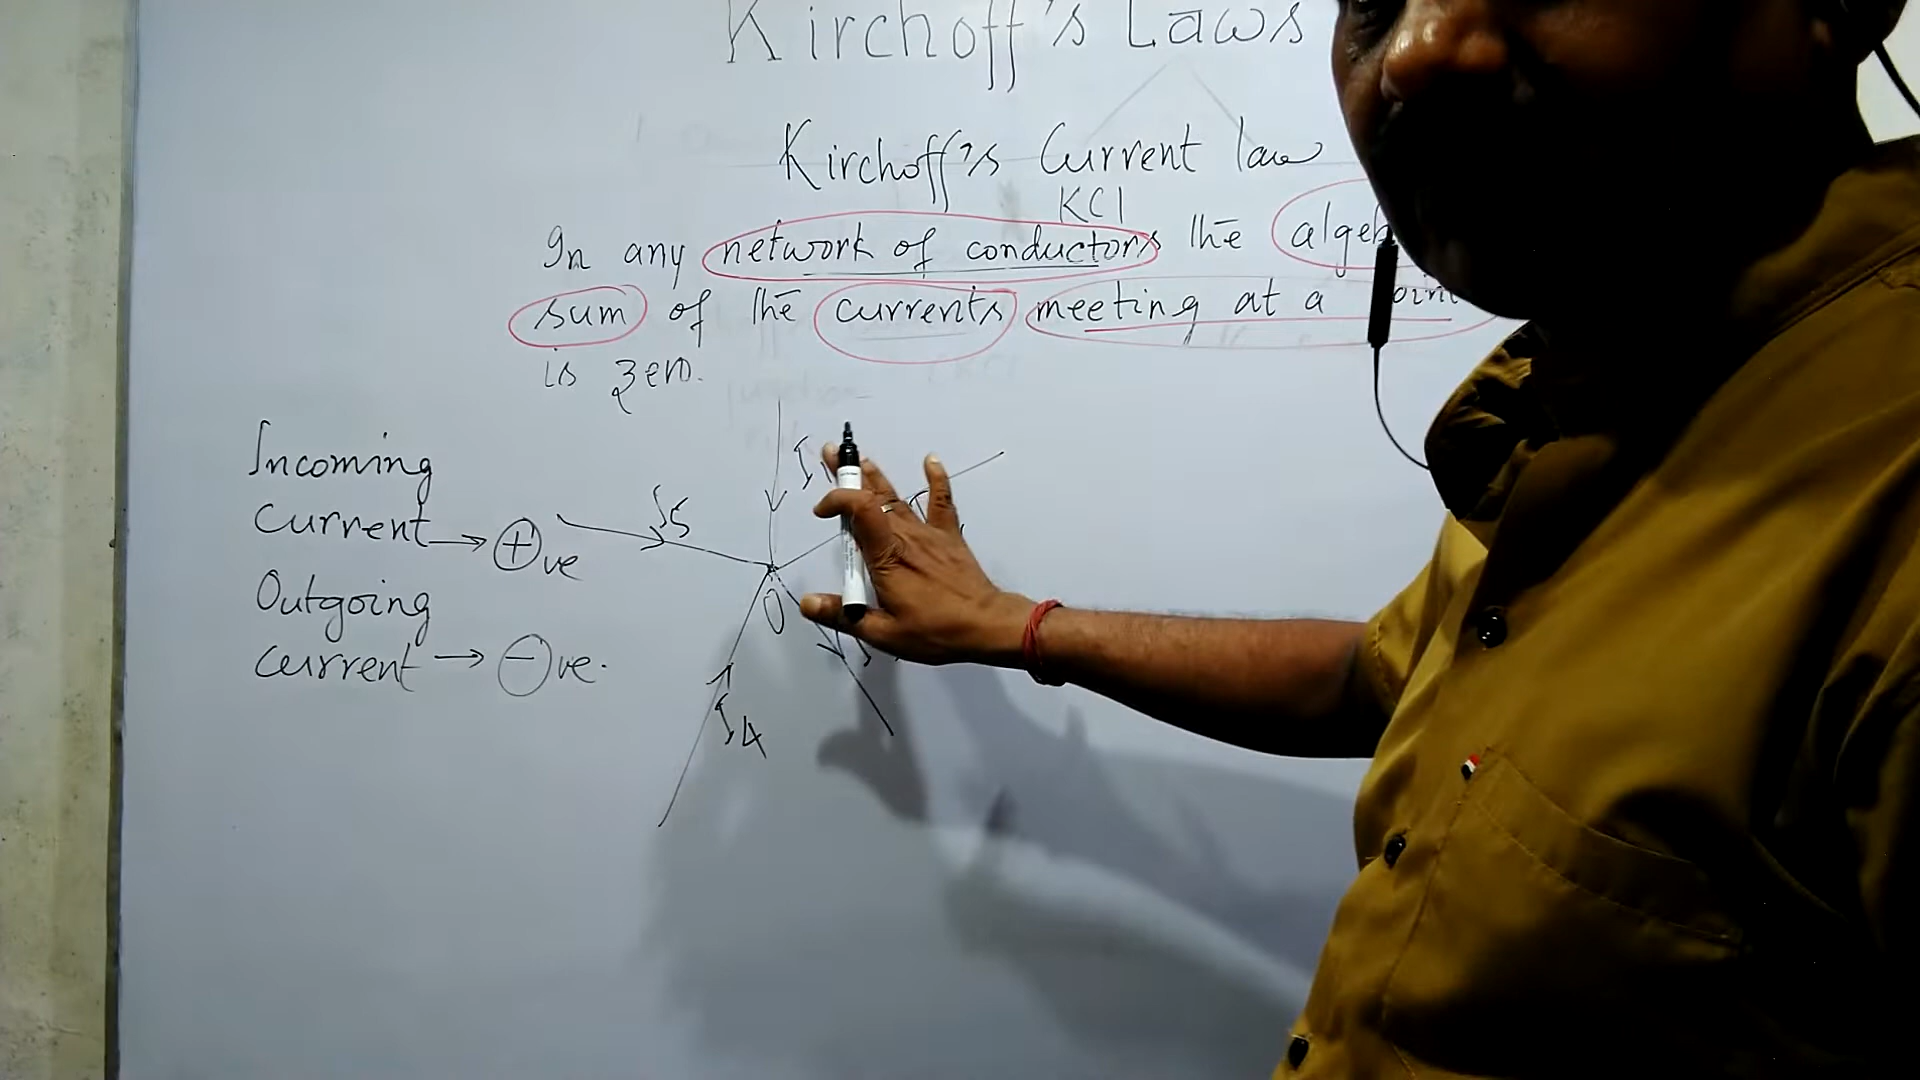 Kirchoff's Laws
Kirchoff's Current law
KCl
In any network of conductors the
sum of the currents meeting at a
is zero.
Incoming
Current → + ve
Outgoing
Current → - ve.
I5
O
I4